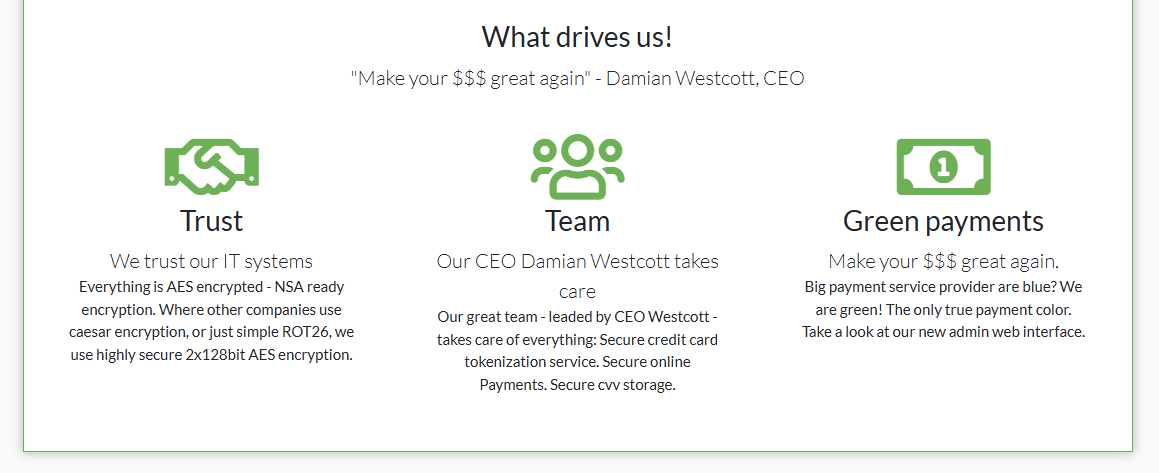 What drives us!
"Make your $$$ great again" - Damian Westcott, CEO
1
Trust
We trust our IT systems
Everything is AES encrypted - NSA ready
encryption. Where other companies use
caesar encryption, or just simple ROT26, we
use highly secure 2x128bit AES encryption.
Team
Our CEO Damian Westcott takes
care
Our great team - leaded by CEO Westcott -
takes care of everything: Secure credit card
tokenization service. Secure online
Payments. Secure cvv storage.
Green payments
Make your $$$ great again.
Big payment service provider are blue? We
are green! The only true payment color.
Take a look at our new admin web interface.